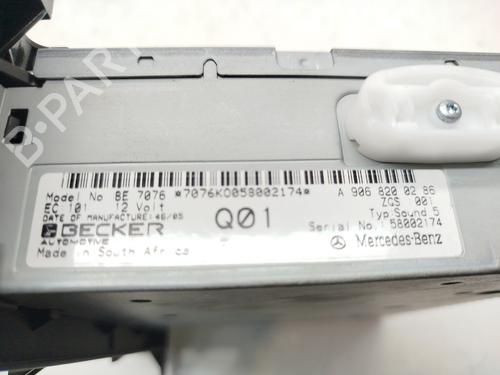 Model No BE 7076 *7076K0058002174* A 906 820 02 86
EC 101 12 Volt ZGS 001
DATE OF MANUFACTURE: 46/05 Q01 Typ Sound 5
BECKER Serial No. 58002174
AUTOMOTIVE Mercedes-Benz
Made in South Africa
B-PARTS